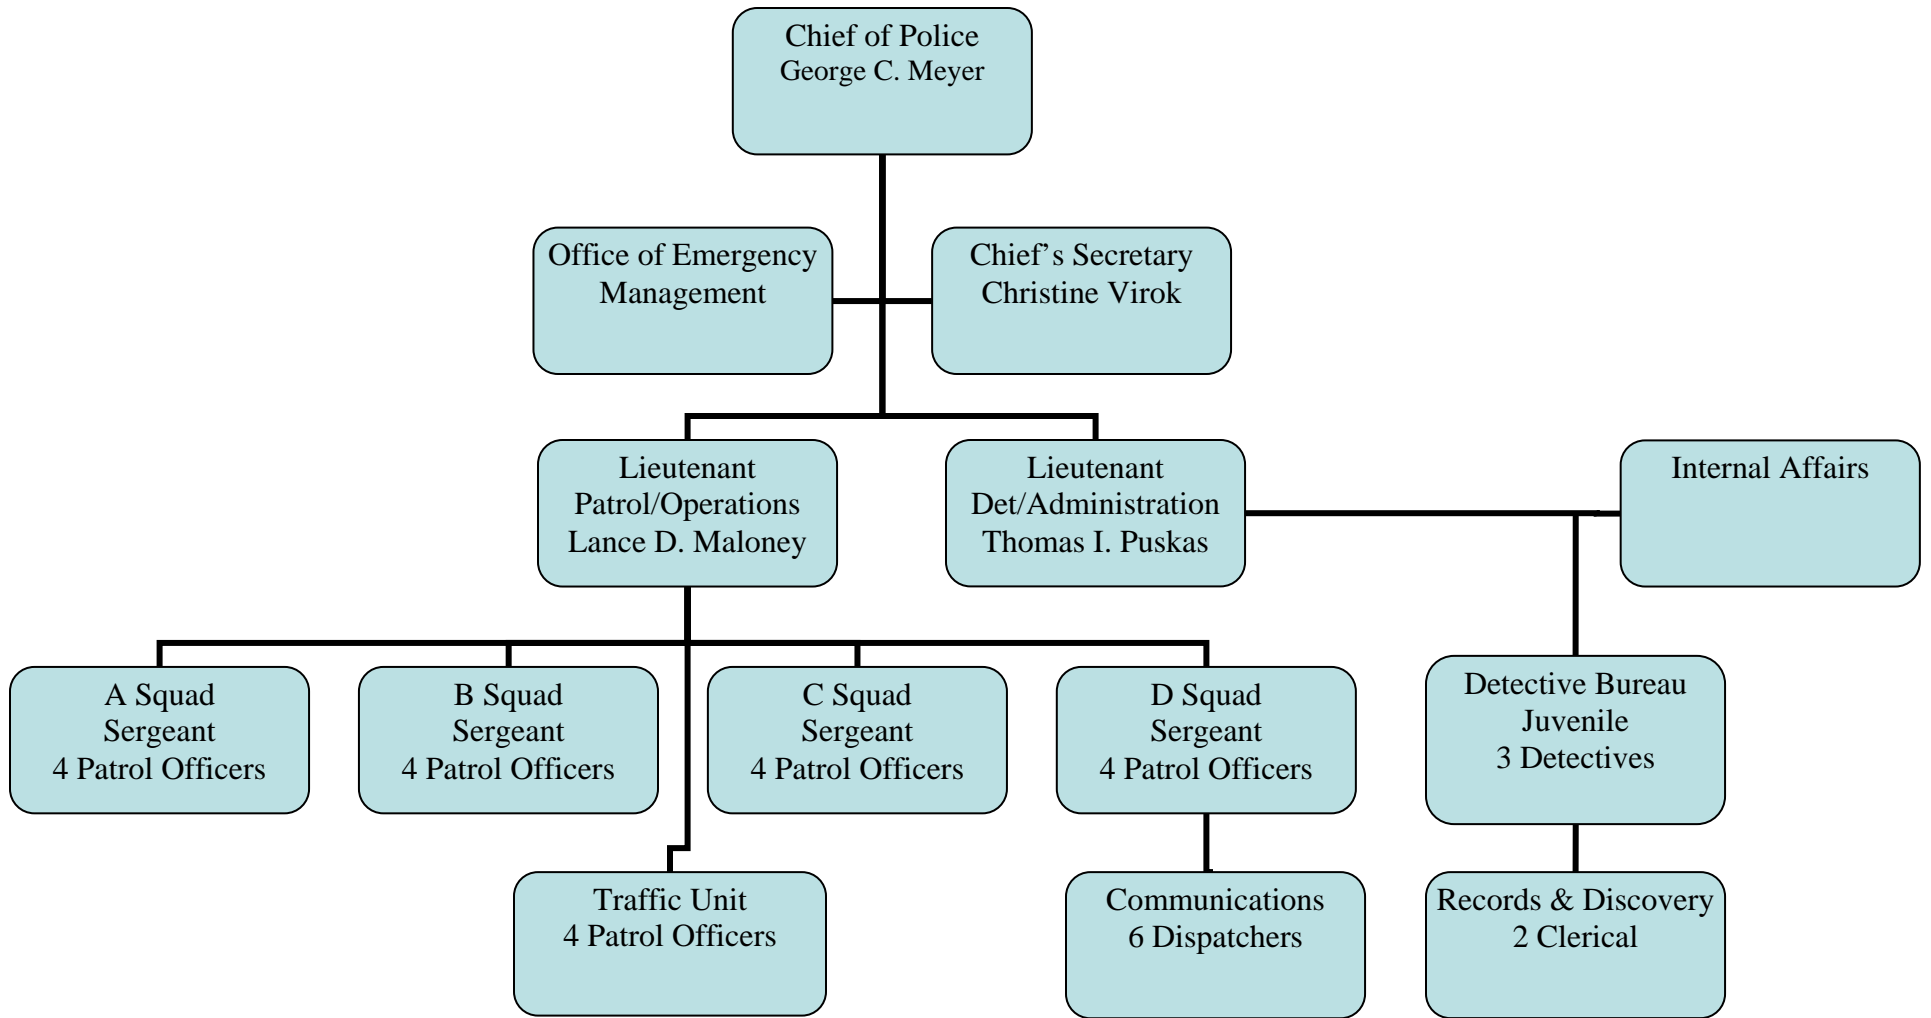 Chief of Police
George C. Meyer
Office of Emergency
Management
Chief’s Secretary
Christine Virok
Lieutenant
Patrol/Operations
Lance D. Maloney
Lieutenant
Det/Administration
Thomas I. Puskas
Internal Affairs
A Squad
Sergeant
4 Patrol Officers
B Squad
Sergeant
4 Patrol Officers
C Squad
Sergeant
4 Patrol Officers
D Squad
Sergeant
4 Patrol Officers
Detective Bureau
Juvenile
3 Detectives
Traffic Unit
4 Patrol Officers
Communications
6 Dispatchers
Records & Discovery
2 Clerical